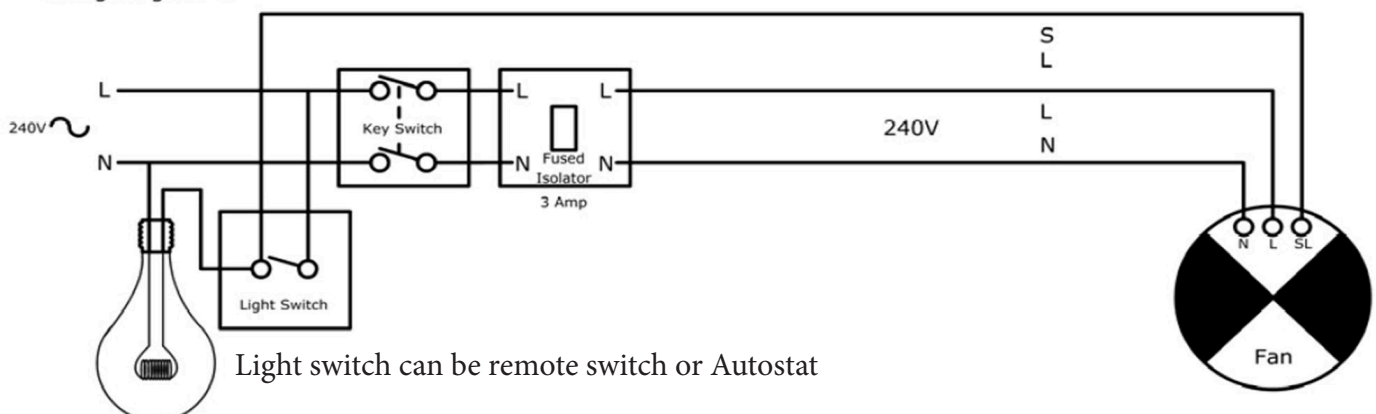 S
L
L
Key Switch
L
L
240V
L
240V
N
N
Fused
Isolator
3 Amp
N
N
N
L
SL
Light Switch
Light switch can be remote switch or Autostat
Fan